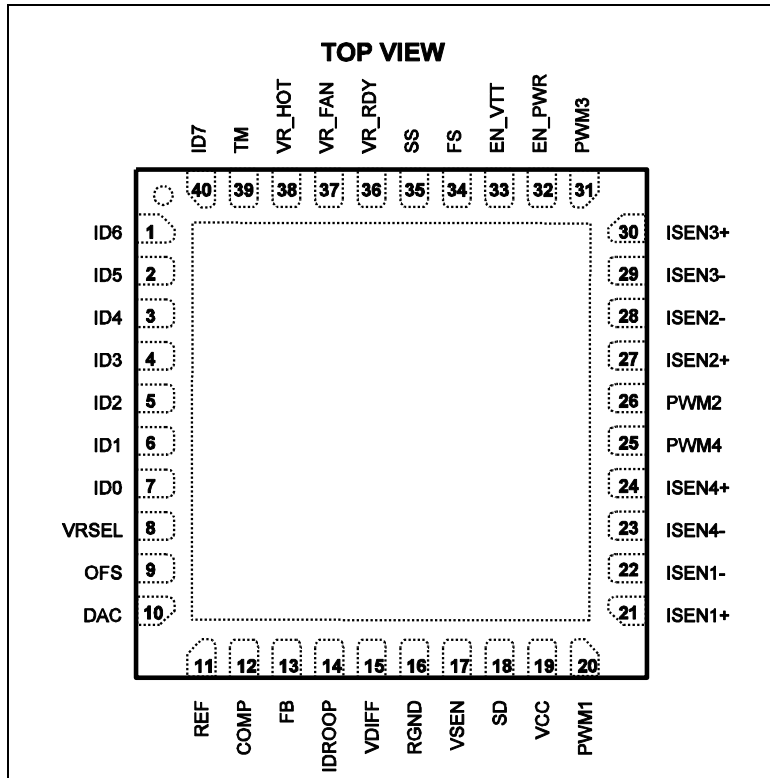 TOP VIEW
ID7 TM VR_HOT VR_FAN VR_RDY SS FS EN_VTT EN_PWR PWM3
40 39 38 37 36 35 34 33 32 31
ID6 1 30 ISEN3+
ID5 2 29 ISEN3-
ID4 3 28 ISEN2-
ID3 4 27 ISEN2+
ID2 5 26 PWM2
ID1 6 25 PWM4
ID0 7 24 ISEN4+
VRSEL 8 23 ISEN4-
OFS 9 22 ISEN1-
DAC 10 21 ISEN1+
11 12 13 14 15 16 17 18 19 20
REF COMP FB IDROOP VDIFF RGND VSEN SD VCC PWM1